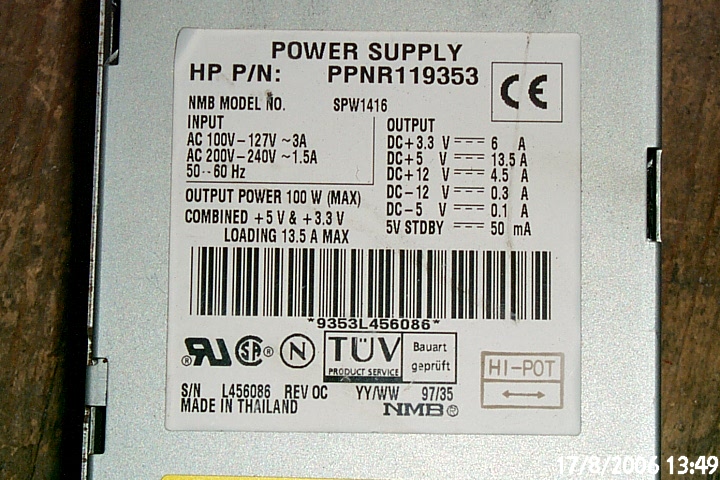 POWER SUPPLY
HP P/N: PPNR119353
CE
NMB MODEL NO. SPW1416
INPUT
AC 100V-127V ~3A
AC 200V-240V ~1.5A
50--60 Hz
OUTPUT POWER 100 W (MAX)
COMBINED +5 V & +3.3 V
LOADING 13.5 A MAX
OUTPUT
DC+3.3 V 6 A
DC+5 V 13.5 A
DC+12 V 4.5 A
DC-12 V 0.3 A
DC-5 V 0.1 A
5V STDBY 50 mA
*9353L456086*
RU® SA® N
TÜV
PRODUCT SERVICE
Bauart
geprüft
HI-POT
S/N L456086 REV OC YY/WW 97/35
MADE IN THAILAND NMB®
17/8/2006 13:49